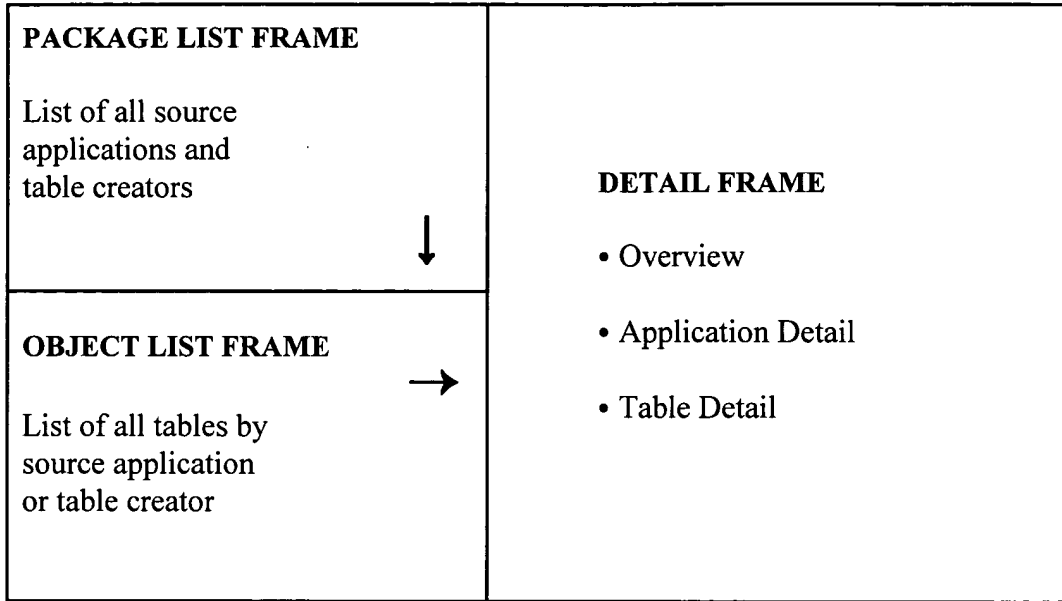 PACKAGE LIST FRAME
List of all source
applications and
table creators
OBJECT LIST FRAME
List of all tables by
source application
or table creator
DETAIL FRAME
• Overview
• Application Detail
• Table Detail